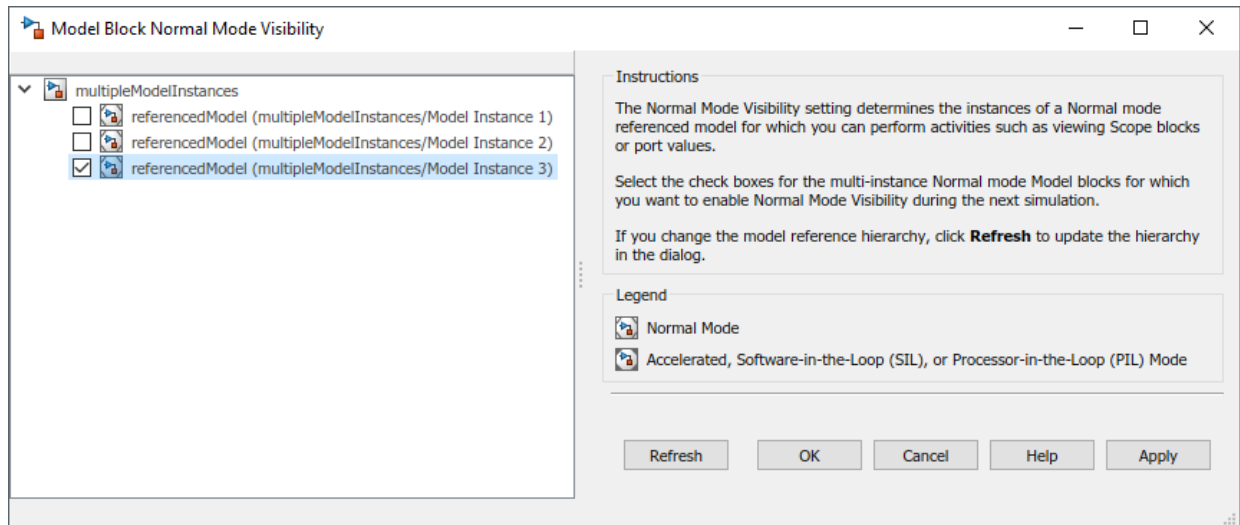 Model Block Normal Mode Visibility
multipleModelInstances
referencedModel (multipleModelInstances/Model Instance 1)
referencedModel (multipleModelInstances/Model Instance 2)
referencedModel (multipleModelInstances/Model Instance 3)
Instructions
The Normal Mode Visibility setting determines the instances of a Normal mode
referenced model for which you can perform activities such as viewing Scope blocks
or port values.
Select the check boxes for the multi-instance Normal mode Model blocks for which
you want to enable Normal Mode Visibility during the next simulation.
If you change the model reference hierarchy, click Refresh to update the hierarchy
in the dialog.
Legend
Normal Mode
Accelerated, Software-in-the-Loop (SIL), or Processor-in-the-Loop (PIL) Mode
Refresh OK Cancel Help Apply